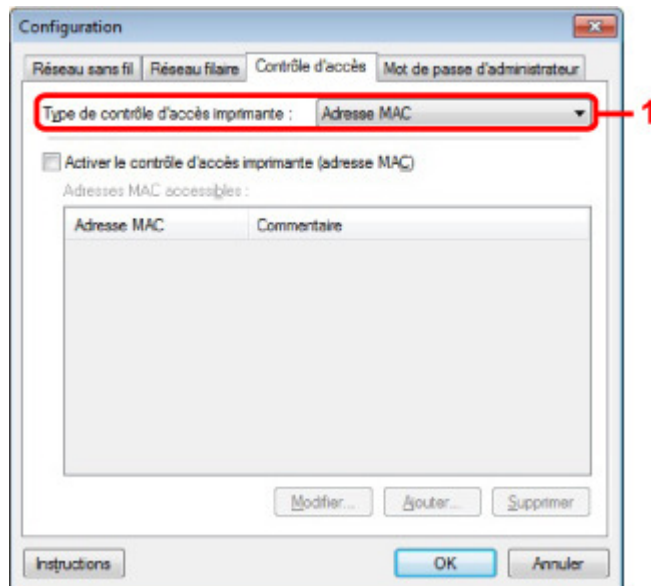 Configuration
Réseau sans fil Réseau filaire Contrôle d'accès Mot de passe d'administrateur
Type de contrôle d'accès imprimante : Adresse MAC 1
Activer le contrôle d'accès imprimante (adresse MAC)
Adresses MAC accessibles :
Adresse MAC Commentaire
Modifier... Ajouter... Supprimer
Instructions OK Annuler